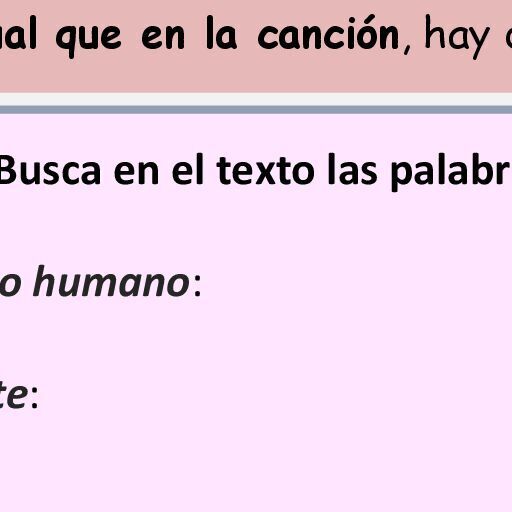 ual que en la canción, hay
Busca en el texto las palabr
o humano:
te: